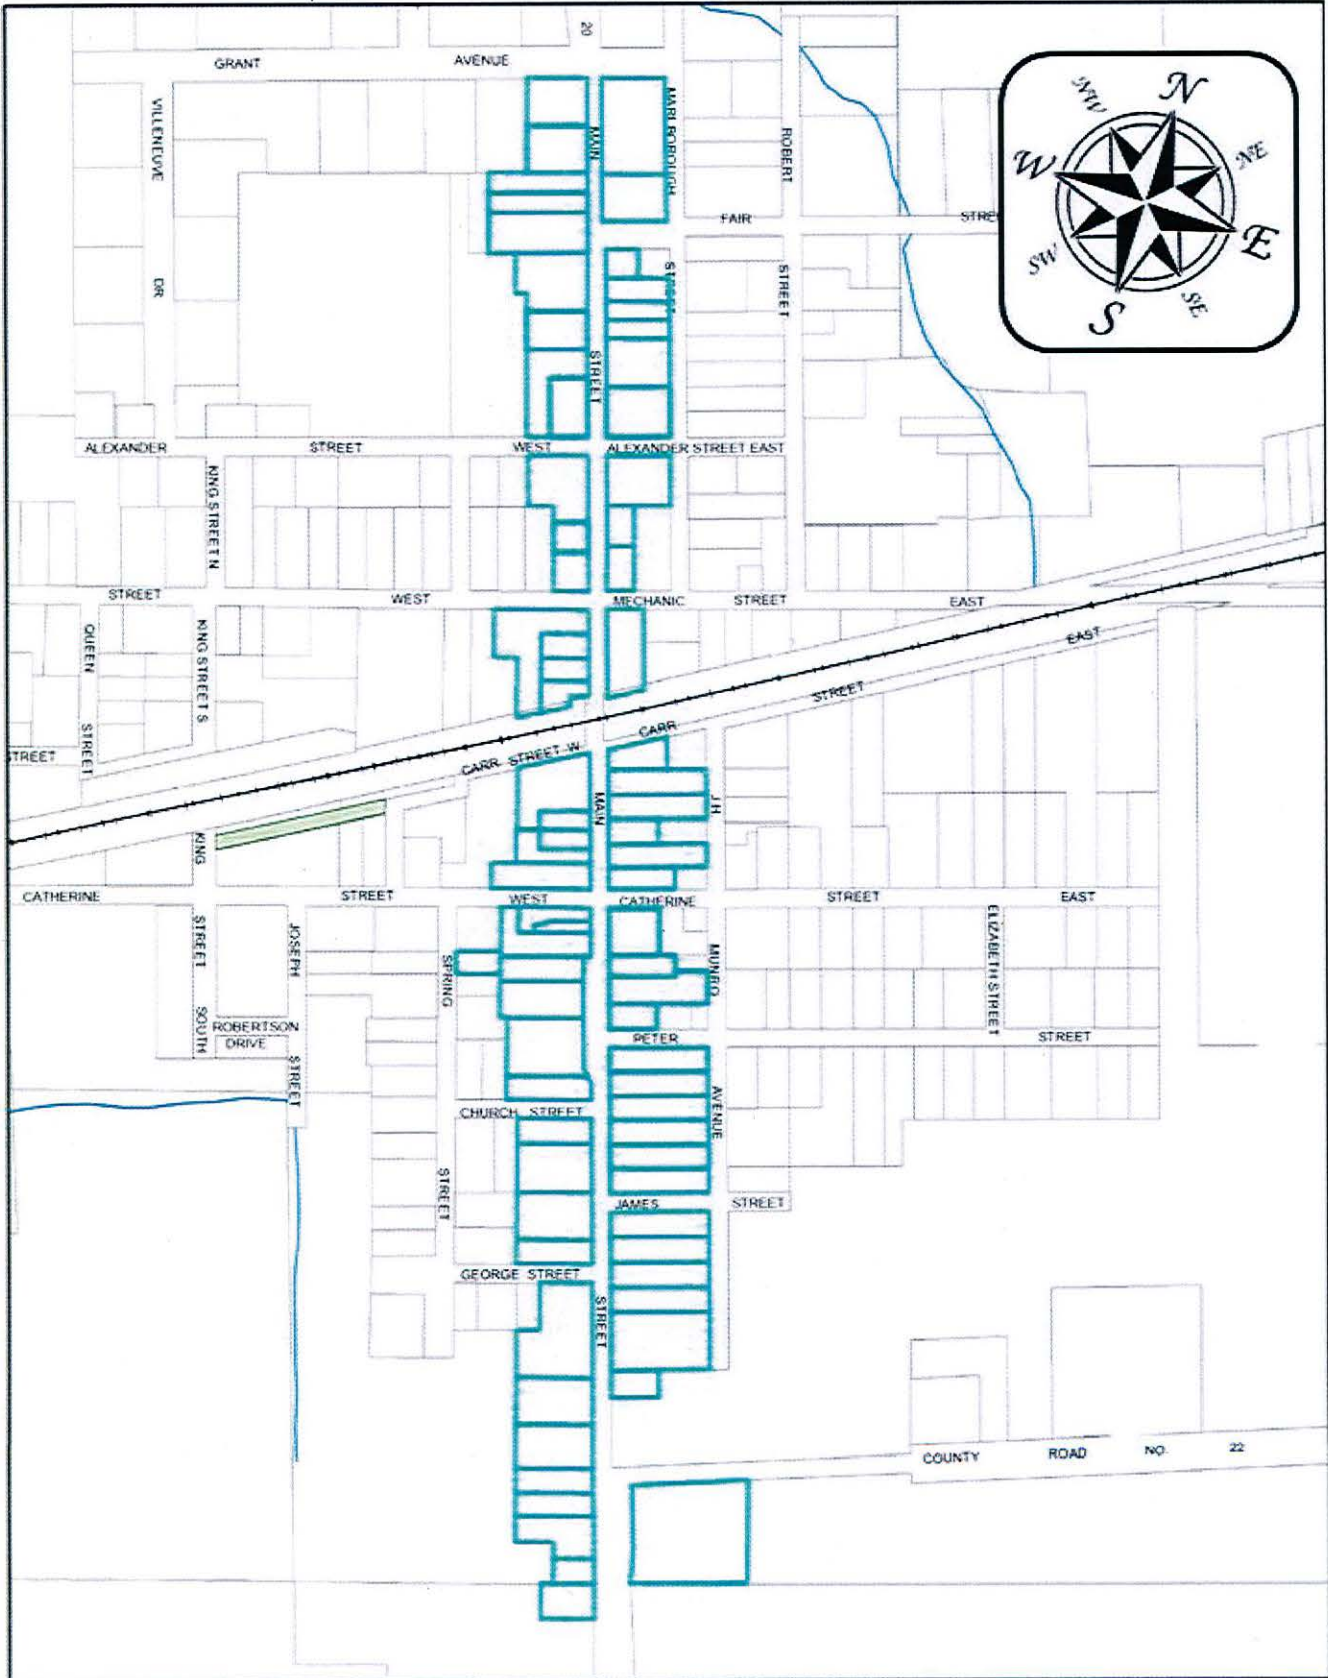 20
GRANT AVENUE
VILLENEUVE DR
MAIN
MARLBOROUGH
ROBERT
NW N NE
W E
SW S SE
FAIR STREE
STREET
STREET
STREET
ALEXANDER STREET WEST ALEXANDER STREET EAST
KING STREET N
STREET WEST MECHANIC STREET EAST
QUEEN STREET
KING STREET S
EAST
STREET
CARR
STREET
CARR STREET W
MAIN
J.H.
KING
CATHERINE STREET WEST CATHERINE STREET EAST
STREET SOUTH
JOSEPH STREET
SPRING
MUNRO
ELIZABETH STREET
ROBERTSON
DRIVE
PETER STREET
AVENUE
CHURCH STREET
STREET
JAMES STREET
GEORGE STREET
STREET
COUNTY ROAD NO. 22